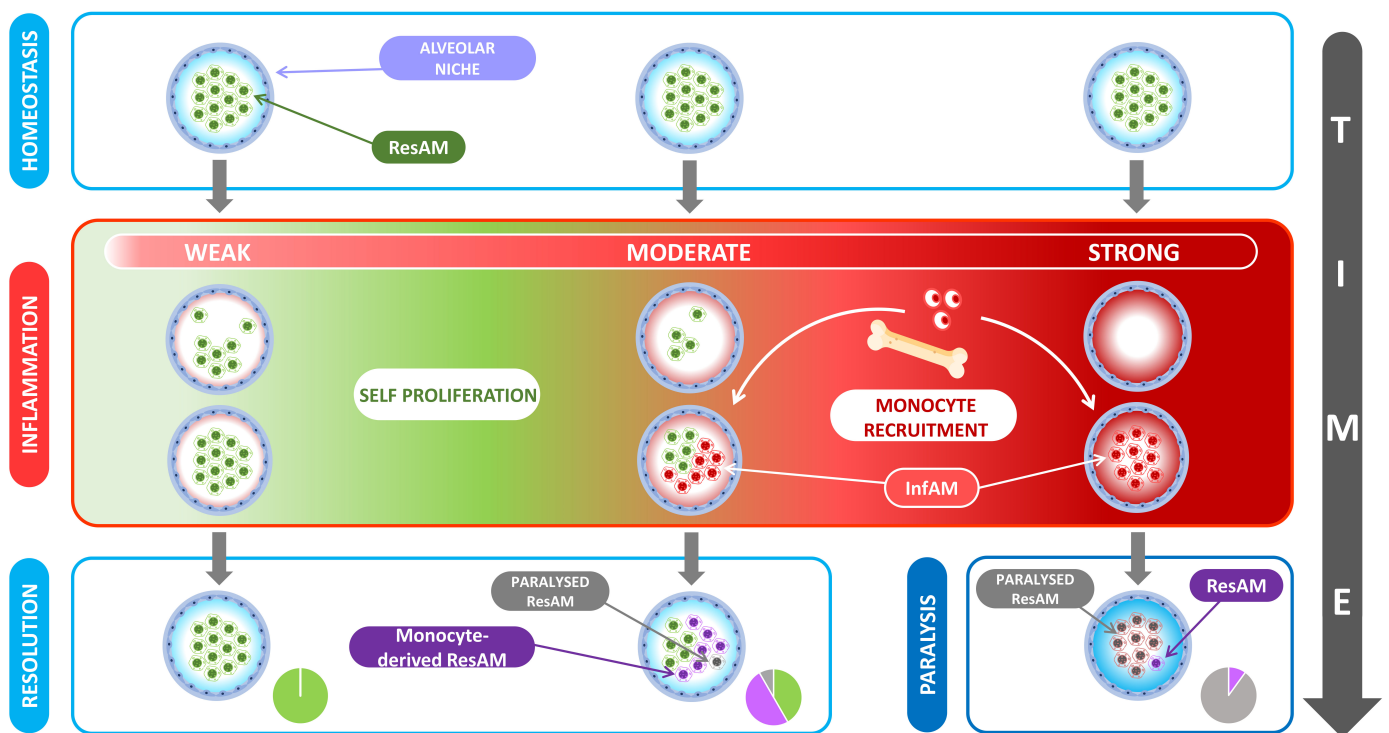 HOMEOSTASIS
ALVEOLAR
NICHE
ResAM
TIME
INFLAMMATION
WEAK
MODERATE
STRONG
SELF PROLIFERATION
MONOCYTE
RECRUITMENT
InfAM
RESOLUTION
PARALYSED
ResAM
Monocyte-
derived ResAM
PARALYSIS
PARALYSED
ResAM
ResAM